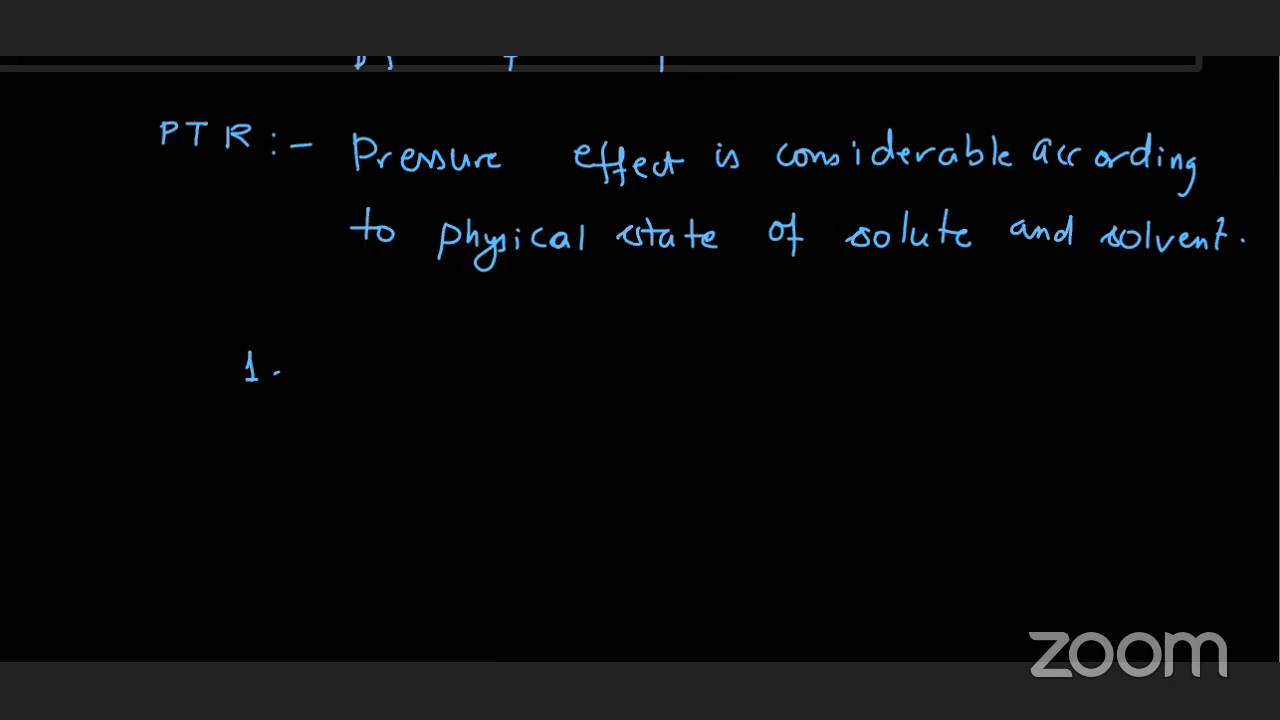 PTR :- Pressure effect is considerable according
to physical state of solute and solvent.
1.
zoom